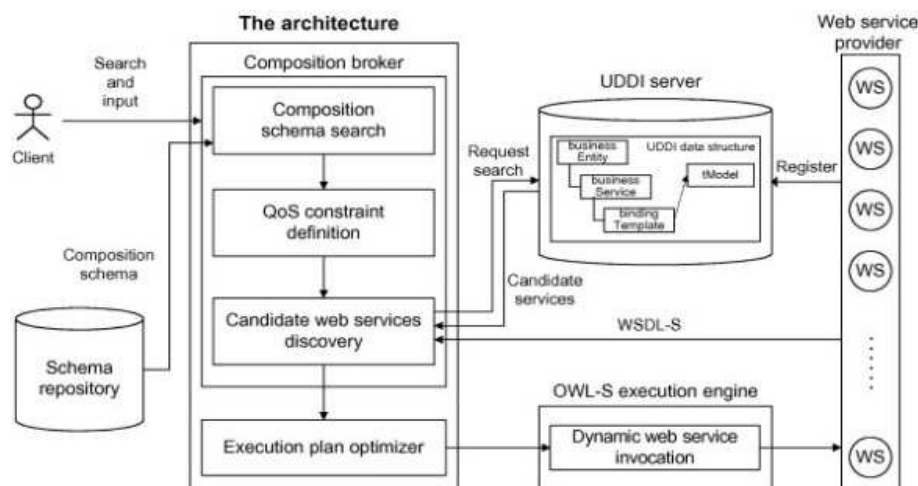 The architecture
Web service
provider
Search
and
input
Composition broker
UDDI server
WS
Composition
schema search
Client
Request
search
business
Entity
UDDI data structure
business
Service
tModel
binding
Template
Register
WS
QoS constraint
definition
WS
Composition
schema
Candidate
services
WS
Candidate web services
discovery
WSDL-S
Schema
repository
OWL-S execution engine
Execution plan optimizer
Dynamic web service
invocation
WS